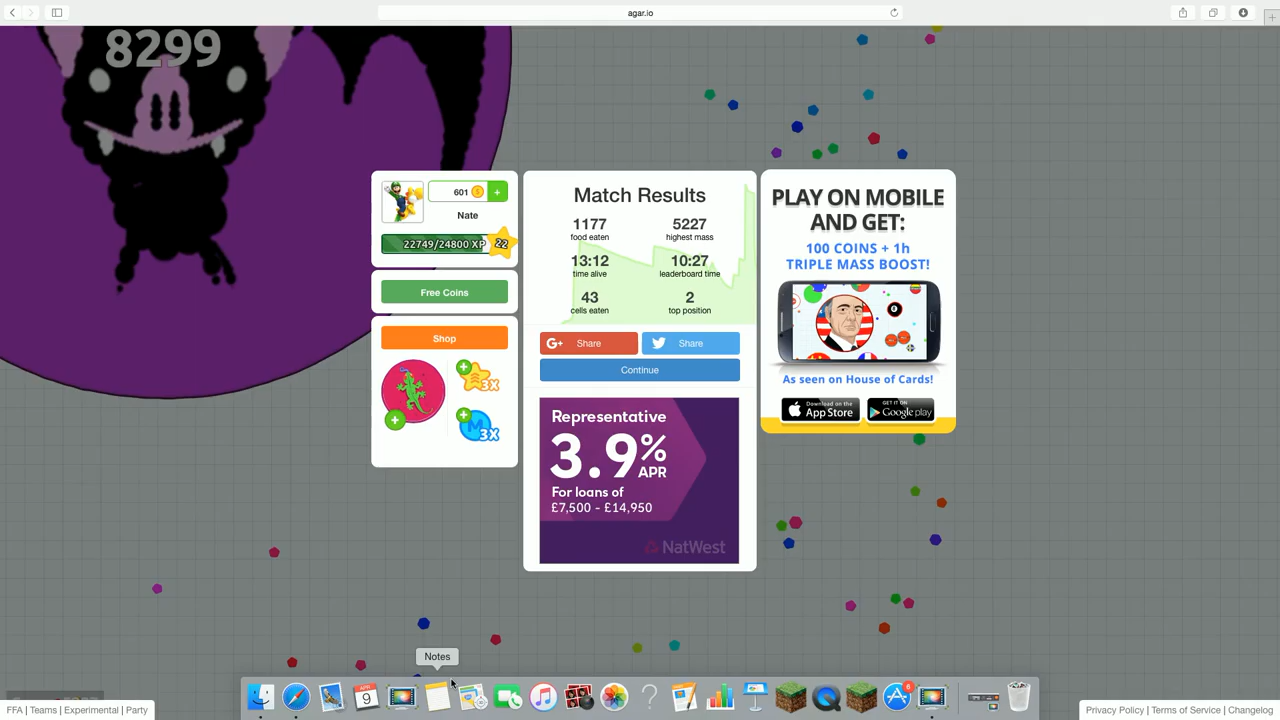 agar.io
8299
601
+
Nate
22749/24800 XP
22
Free Coins
Shop
3X
M
3X
Match Results
1177
food eaten
5227
highest mass
13:12
time alive
10:27
leaderboard time
43
cells eaten
2
top position
G+ Share
Share
Continue
Representative
3.9%
APR
For loans of
£7,500 - £14,950
NatWest
PLAY ON MOBILE
AND GET:
100 COINS + 1h
TRIPLE MASS BOOST!
8
As seen on House of Cards!
Download on the
App Store
GET IT ON
Google play
Notes
APR
9
?
6
FFA | Teams | Experimental | Party
Privacy Policy | Terms of Service | Changelog